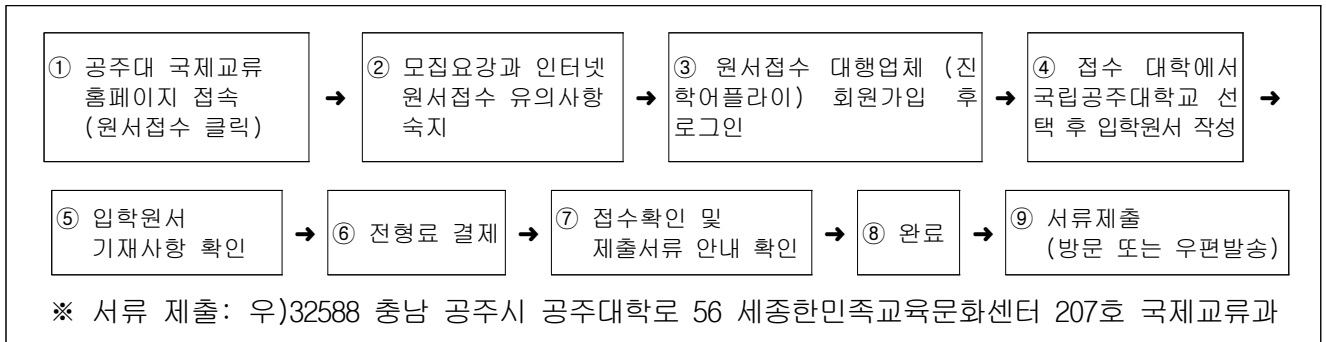 ① 공주대 국제교류
홈페이지 접속
(원서접수 클릭)
➜
② 모집요강과 인터넷
원서접수 유의사항
숙지
➜
③ 원서접수 대행업체 (진
학어플라이) 회원가입 후
로그인
➜
④ 접수 대학에서
국립공주대학교 선
택 후 입학원서 작성
➜
⑤ 입학원서
기재사항 확인
➜
⑥ 전형료 결제
➜
⑦ 접수확인 및
제출서류 안내 확인
➜
⑧ 완료
➜
⑨ 서류제출
(방문 또는 우편발송)
※ 서류 제출: 우)32588 충남 공주시 공주대학로 56 세종한민족교육문화센터 207호 국제교류과